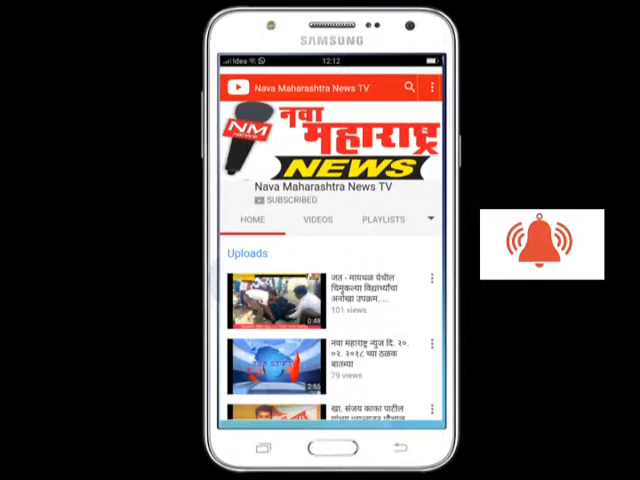 SAMSUNG
Idea 12:12
Nava Maharashtra News TV
नवा
महाराष्ट्र
NM
NEWS
NEWS
Nava Maharashtra News TV
SUBSCRIBED
HOME VIDEOS PLAYLISTS
Uploads
जत - मायथळ येथील
चिमुकल्या विद्यार्थ्यांचा
अनोखा उपक्रम.....
101 views
0:48
नवा महाराष्ट्र न्युज दि. २०.
०२. २०१८ च्या ठळक
बातम्या
79 views
2:55
खा. संजय काका पाटील